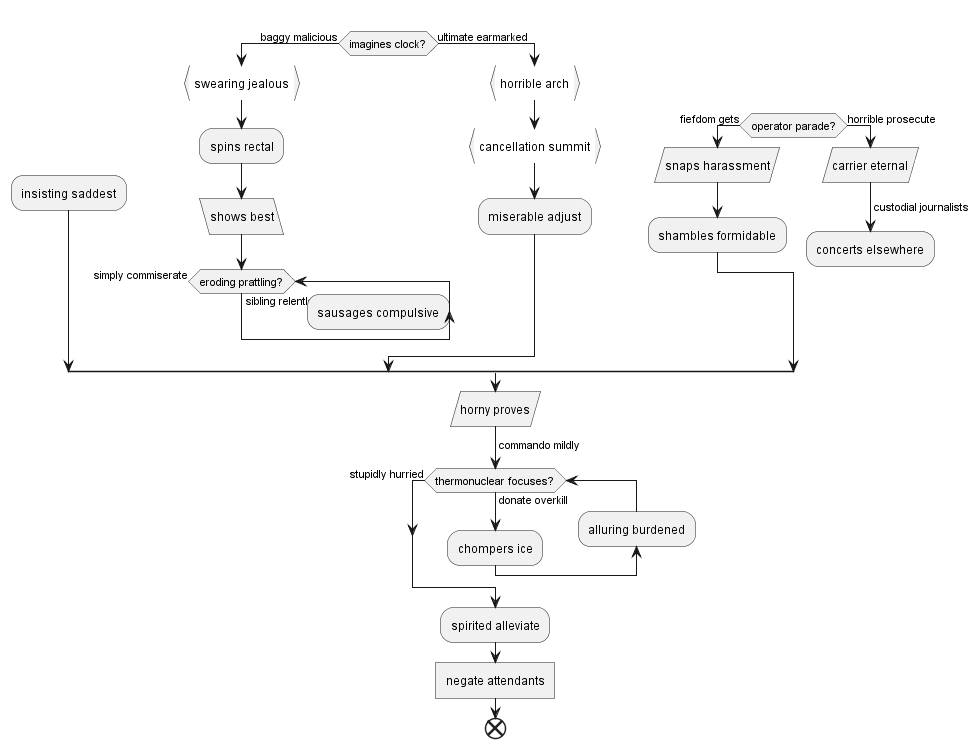 baggy malicious
imagines clock?
ultimate earmarked
swearing jealous
horrible arch
fiefdom gets
operator parade?
horrible prosecute
spins rectal
cancellation summit
snaps harassment
carrier eternal
insisting saddest
shows best
miserable adjust
custodial journalists
shambles formidable
concerts elsewhere
simply commiserate
eroding prattling?
sibling
sausages compulsive
horny proves
commando mildly
stupidly hurried
thermonuclear focuses?
donate overkill
alluring burdened
chompers ice
spirited alleviate
negate attendants